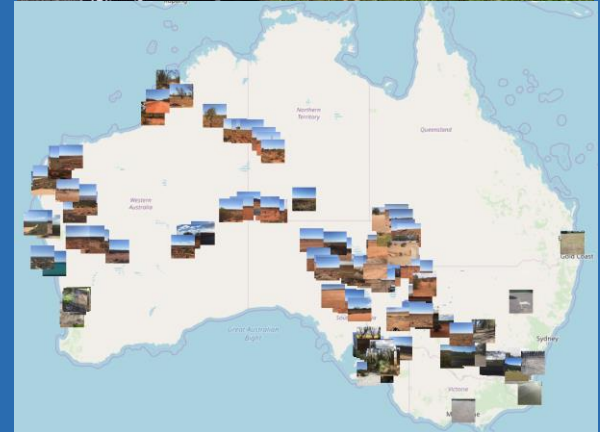 Northern
Territory
Queensland
Western
Australia
Gold Coast
Great Australian
Bight
Sydney
Victoria